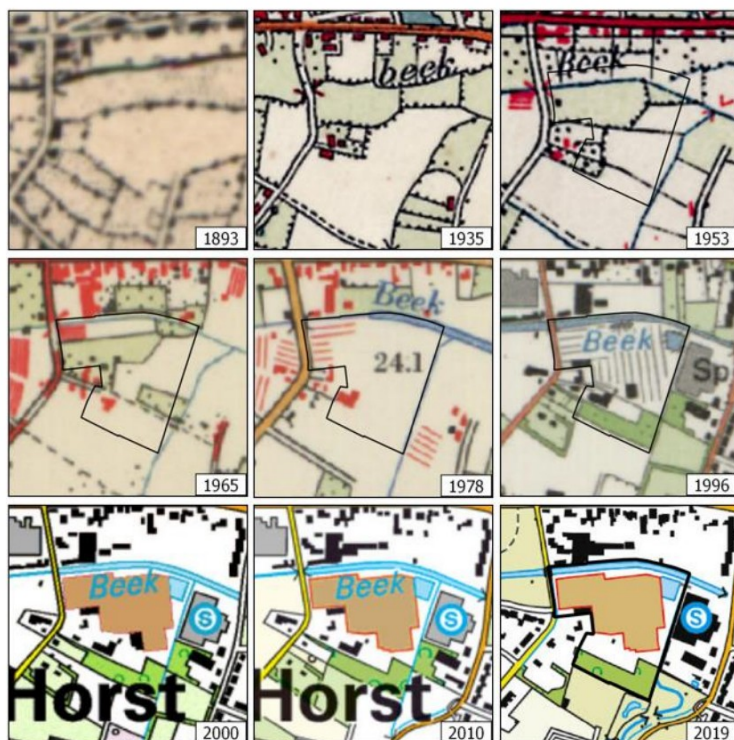 beek
Beek
1893
1935
1953
Beek
24.1
Beek
Sp
1965
1978
1996
Beek
S
Beek
S
S
Horst
Horst
2000
2010
2019